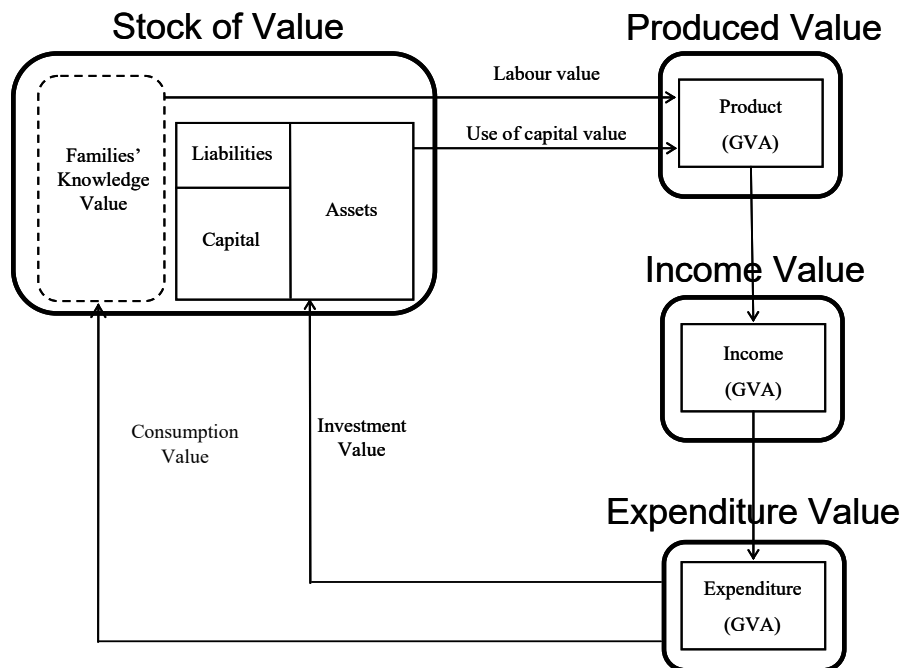 Stock of Value
Produced Value
Labour value
Product
(GVA)
Use of capital value
Families’
Knowledge
Value
Liabilities
Assets
Capital
Income Value
Income
(GVA)
Consumption
Value
Investment
Value
Expenditure Value
Expenditure
(GVA)